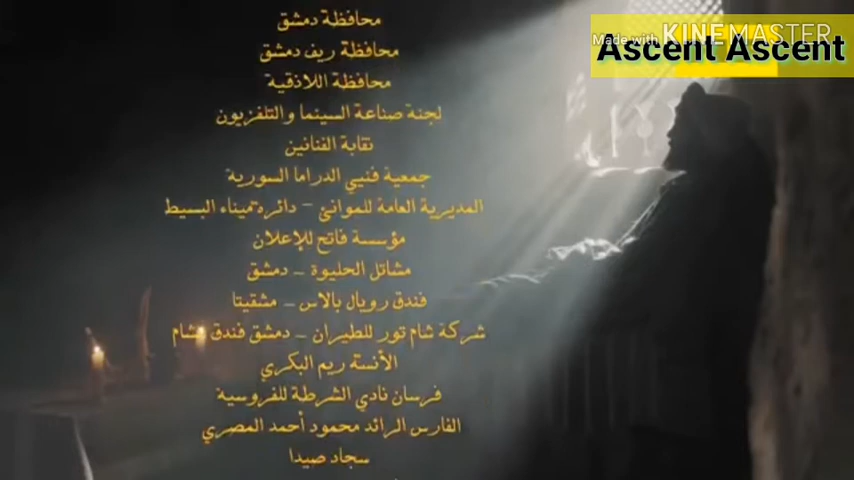 محافظة دمشق
محافظة ريف دمشق
محافظة اللاذقية
لجنة صناعة السينما والتلفزيون
نقابة الفنانين
جمعية فنيي الدراما السورية
المديرية العامة للموانئ - دائرة ميناء البسيط
مؤسسة فاتح للإعلان
مشاتل الحليوة - دمشق
فندق رويال بالاس - مشقيتا
شركة شام تور للطيران - دمشق فندق شام
الأنسة ريم البكري
فرسان نادي الشرطة للفروسية
الفارس الرائد محمود أحمد المصري
سجاد صيدا
Made with KINEMASTER
Ascent Ascent